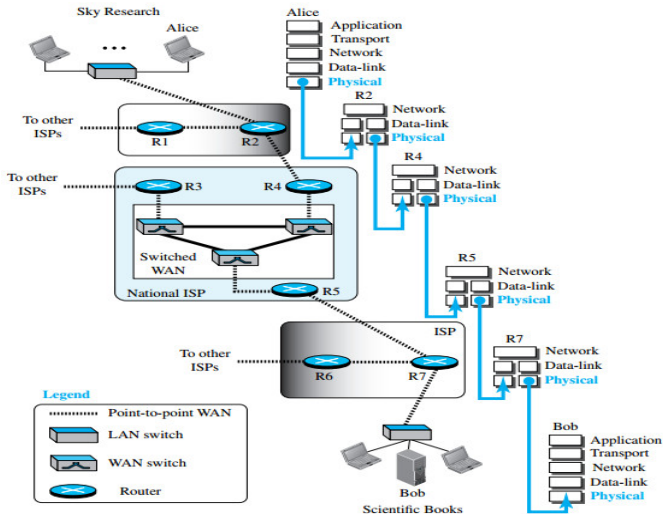 Sky Research
Alice
To other
ISPs
R1
R2
To other
ISPs
R3
R4
Switched
WAN
National ISP
R5
ISP
To other
ISPs
R6
R7
Bob
Scientific Books
Legend
Point-to-point WAN
LAN switch
WAN switch
Router
Alice
Application
Transport
Network
Data-link
Physical
R2
Network
Data-link
Physical
R4
Network
Data-link
Physical
R5
Network
Data-link
Physical
R7
Network
Data-link
Physical
Bob
Application
Transport
Network
Data-link
Physical